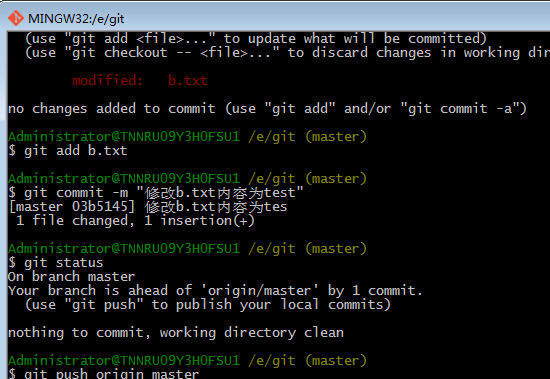 MINGW32:/e/git
(use "git add <file>..." to update what will be committed)
(use "git checkout -- <file>..." to discard changes in working dir
modified: b.txt
no changes added to commit (use "git add" and/or "git commit -a")
Administrator@TNNRUO9Y3HOFSU1 /e/git (master)
$ git add b.txt
Administrator@TNNRUO9Y3HOFSU1 /e/git (master)
$ git commit -m "修改b.txt内容为test"
[master 03b5145] 修改b.txt内容为tes
1 file changed, 1 insertion(+)
Administrator@TNNRUO9Y3HOFSU1 /e/git (master)
$ git status
On branch master
Your branch is ahead of 'origin/master' by 1 commit.
(use "git push" to publish your local commits)
nothing to commit, working directory clean
Administrator@TNNRUO9Y3HOFSU1 /e/git (master)
$ git push origin master